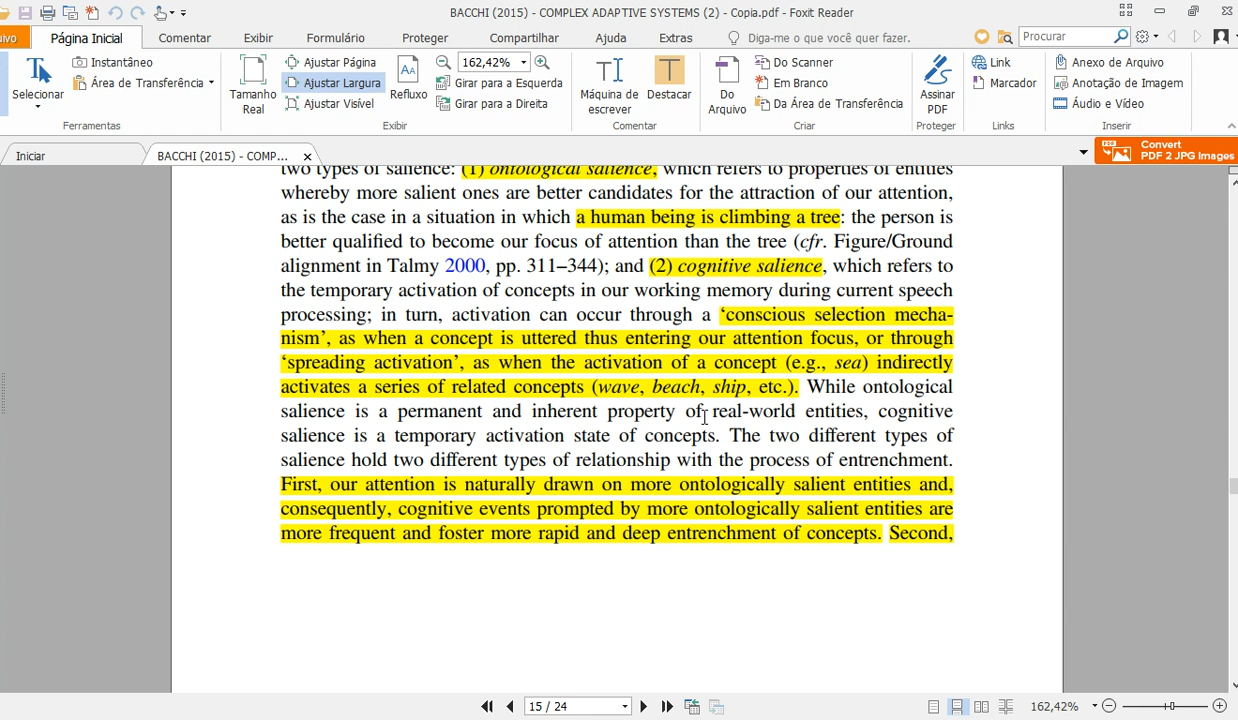 BACCHI (2015) - COMPLEX ADAPTIVE SYSTEMS (2) - Copia.pdf - Foxit Reader
ivo Página Inicial Comentar Exibir Formulário Proteger Compartilhar Ajuda Extras Diga-me o que você quer fazer. Procurar
Selecionar
Instantâneo
Área de Transferência
Ferramentas
Tamanho
Real
Ajustar Página
Ajustar Largura
Ajustar Visível
Refluxo
162,42%
Girar para a Esquerda
Girar para a Direita
Exibir
Máquina de
escrever
Destacar
Comentar
Do
Arquivo
Do Scanner
Em Branco
Da Área de Transferência
Criar
Assinar
PDF
Proteger
Link
Marcador
Links
Anexo de Arquivo
Anotação de Imagem
Áudio e Vídeo
Inserir
Iniciar
BACCHI (2015) - COMP...
Convert
PDF 2 JPG Images
two types of salience: (1) ontological salience, which refers to properties of entities
whereby more salient ones are better candidates for the attraction of our attention,
as is the case in a situation in which a human being is climbing a tree: the person is
better qualified to become our focus of attention than the tree (cfr. Figure/Ground
alignment in Talmy 2000, pp. 311–344); and (2) cognitive salience, which refers to
the temporary activation of concepts in our working memory during current speech
processing; in turn, activation can occur through a ‘conscious selection mecha-
nism’, as when a concept is uttered thus entering our attention focus, or through
‘spreading activation’, as when the activation of a concept (e.g., sea) indirectly
activates a series of related concepts (wave, beach, ship, etc.). While ontological
salience is a permanent and inherent property of real-world entities, cognitive
salience is a temporary activation state of concepts. The two different types of
salience hold two different types of relationship with the process of entrenchment.
First, our attention is naturally drawn on more ontologically salient entities and,
consequently, cognitive events prompted by more ontologically salient entities are
more frequent and foster more rapid and deep entrenchment of concepts. Second,
15 / 24
162,42%